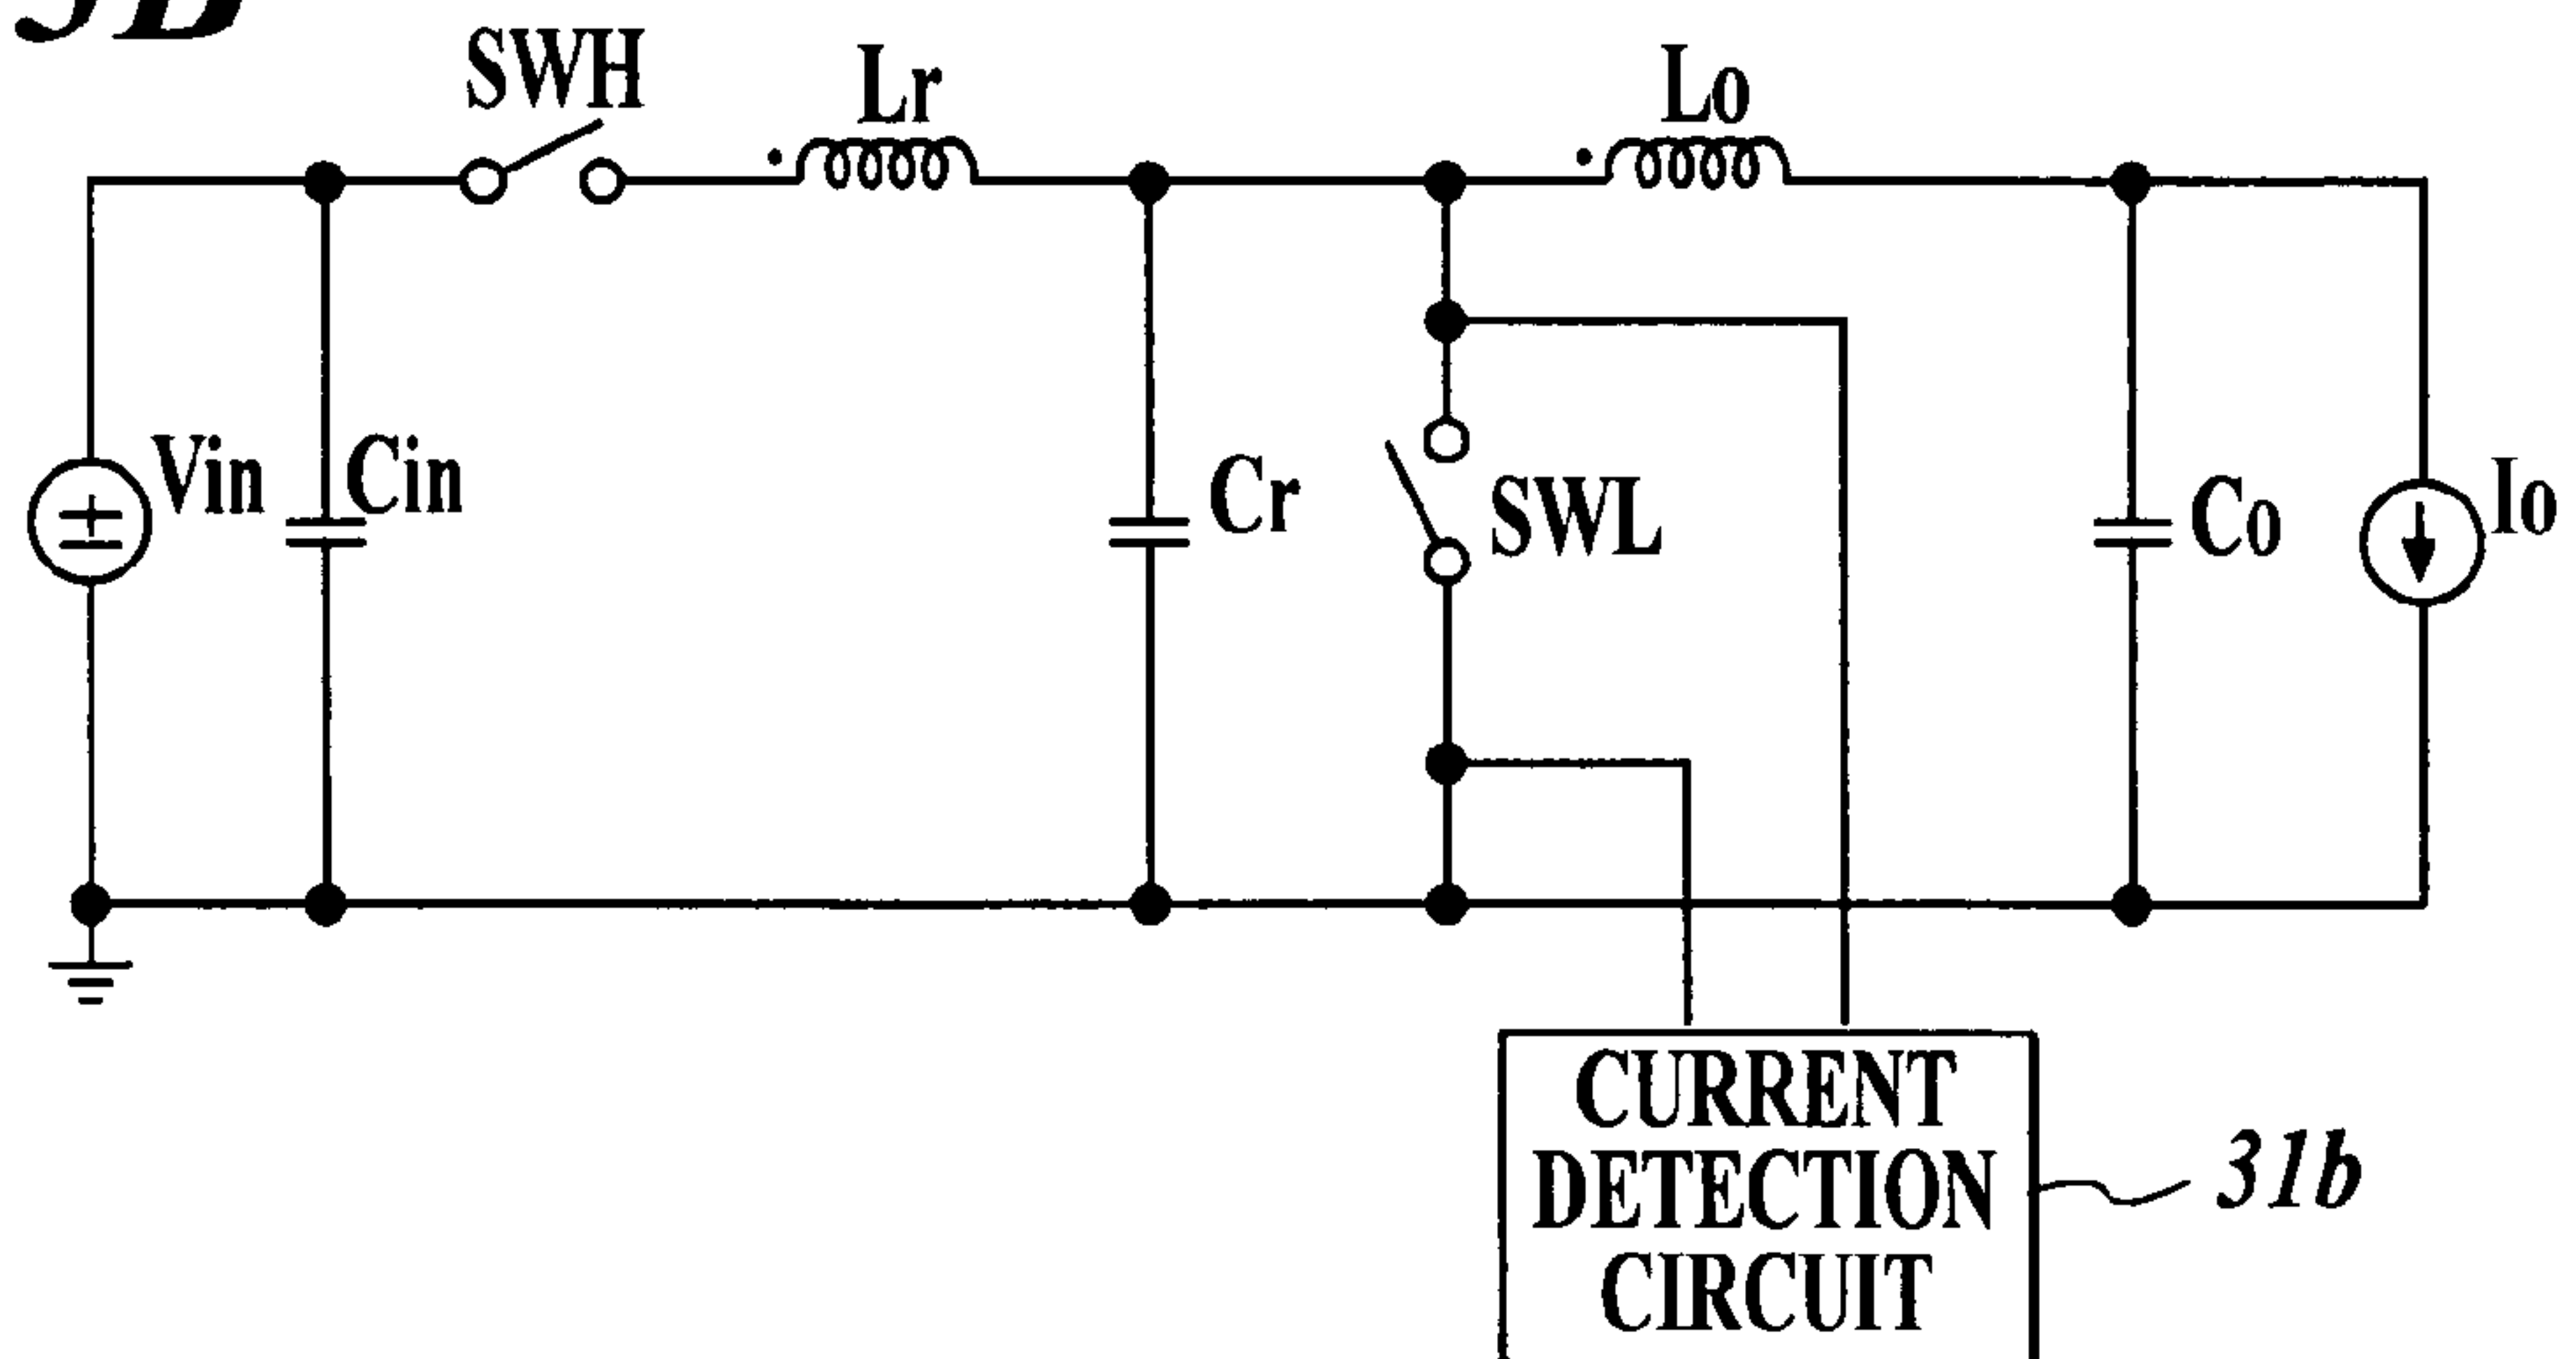 SWH
Lr
Lo
Vin
Cin
Cr
SWL
Co
Io
CURRENT
DETECTION
CIRCUIT
31b